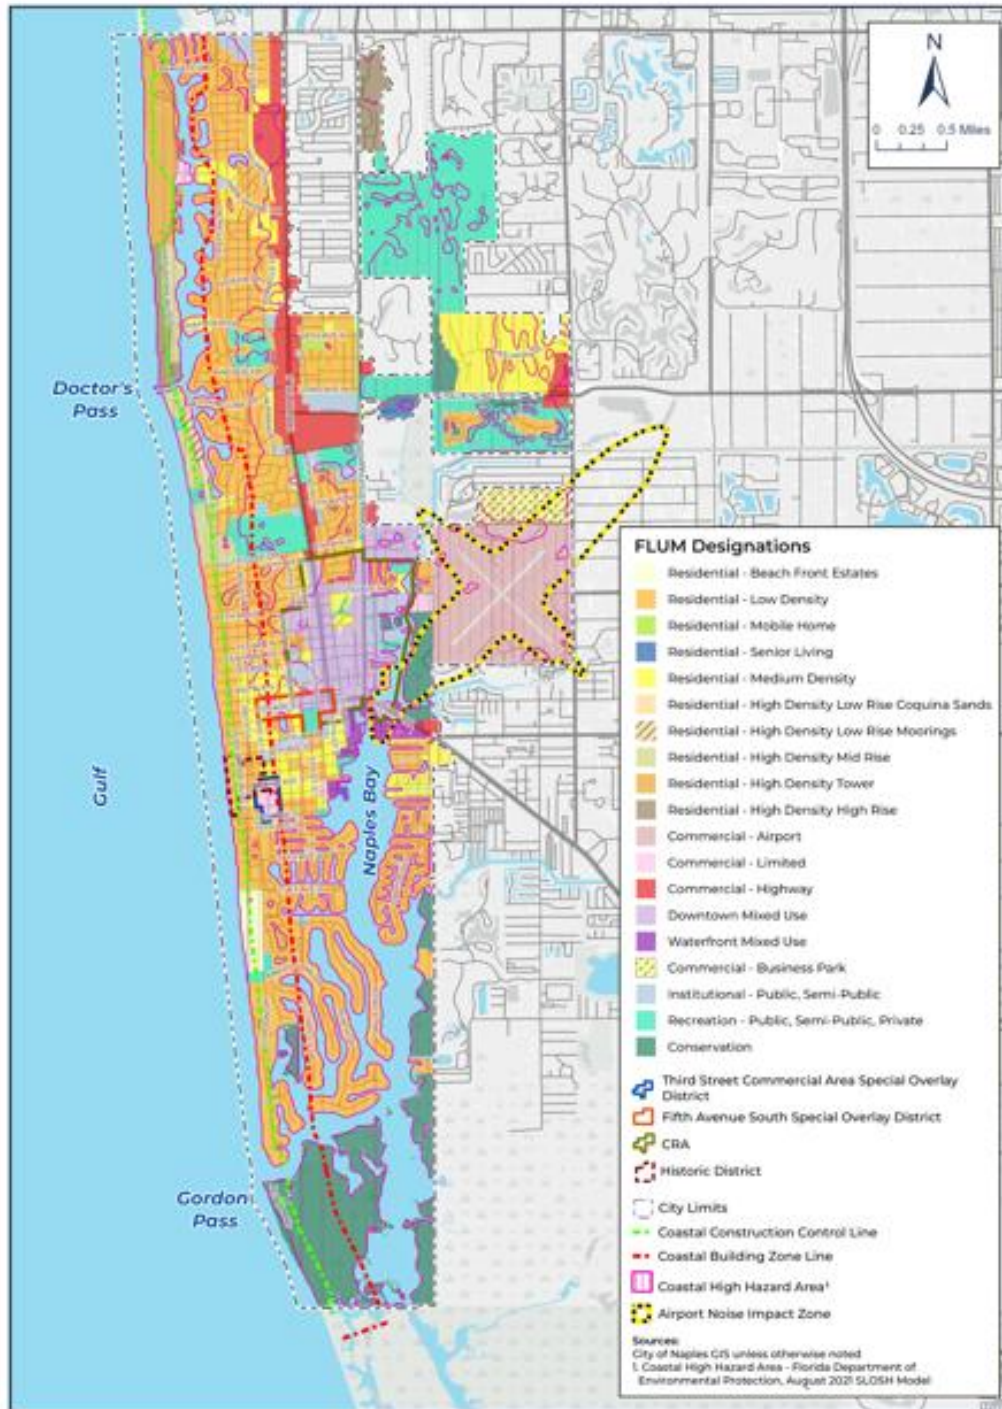 N
0 0.25 0.5 Miles
Doctor's
Pass
Gulf
Naples Bay
Gordon
Pass
FLUM Designations
Residential - Beach Front Estates
Residential - Low Density
Residential - Mobile Home
Residential - Senior Living
Residential - Medium Density
Residential - High Density Low Rise Coquina Sands
Residential - High Density Low Rise Moorings
Residential - High Density Mid Rise
Residential - High Density Tower
Residential - High Density High Rise
Commercial - Airport
Commercial - Limited
Commercial - Highway
Downtown Mixed Use
Waterfront Mixed Use
Commercial - Business Park
Institutional - Public, Semi-Public
Recreation - Public, Semi-Public, Private
Conservation
Third Street Commercial Area Special Overlay
District
Fifth Avenue South Special Overlay District
CRA
Historic District
City Limits
Coastal Construction Control Line
Coastal Building Zone Line
Coastal High Hazard Area¹
Airport Noise Impact Zone
Sources:
City of Naples GIS unless otherwise noted
1. Coastal High Hazard Area - Florida Department of
Environmental Protection, August 2021 SLOSH Model